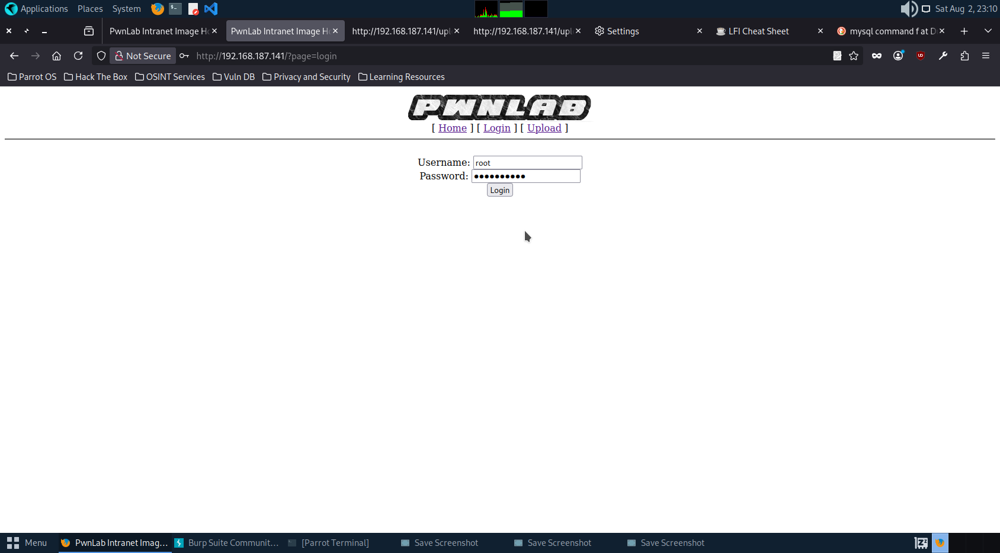 Applications Places System Sat Aug 2, 23:10
PwnLab Intranet Image Ho PwnLab Intranet Image Ho http://192.168.187.141/upl http://192.168.187.141/upl Settings LFI Cheat Sheet mysql command f at D
Not Secure http://192.168.187.141/?page=login
Parrot OS Hack The Box OSINT Services Vuln DB Privacy and Security Learning Resources
PWNLAB
[ Home ] [ Login ] [ Upload ]
Username: root
Password: ●●●●●●●●●●
Login
Menu PwnLab Intranet Imag... Burp Suite Communit... [Parrot Terminal] Save Screenshot Save Screenshot Save Screenshot